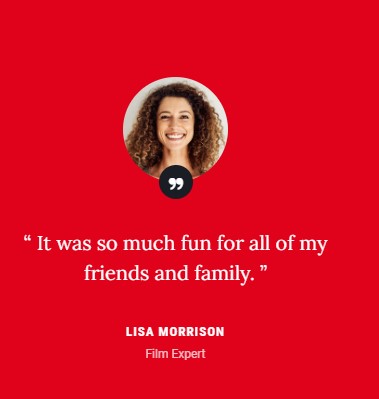 “ It was so much fun for all of my
friends and family. ”
LISA MORRISON
Film Expert